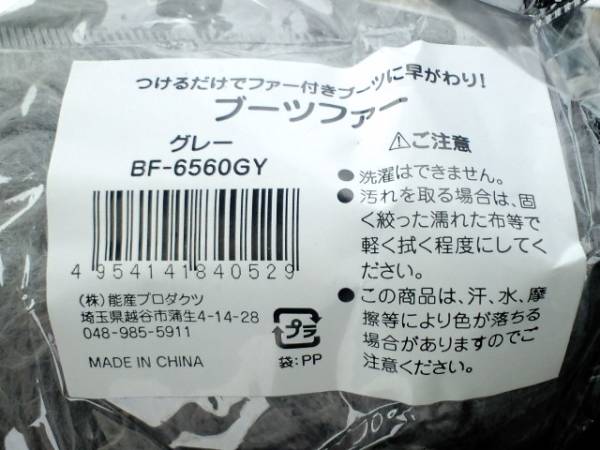 つけるだけでファー付きブーツに早がわり!
ブーツファー
グレー
BF-6560GY
4 954141 840529
(株)能産プロダクツ
埼玉県越谷市蒲生4-14-28
048-985-5911
MADE IN CHINA
プラ
袋:PP
⚠ご注意
●洗濯はできません。
●汚れを取る場合は、固
く絞った濡れた布等で
軽く拭く程度にしてく
ださい。
●この商品は、汗、水、摩
擦等により色が落ちる
場合がありますのでご
注意ください。